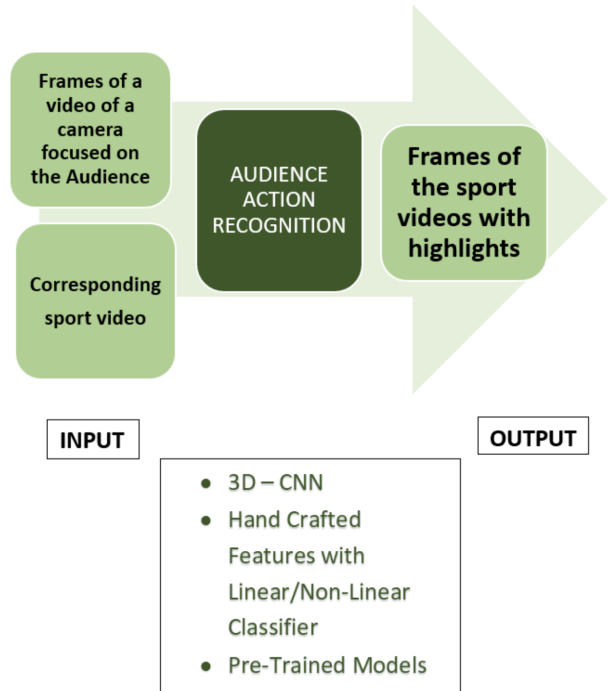 Frames of a
video of a
camera
focused on
the Audience
Corresponding
sport video
AUDIENCE
ACTION
RECOGNITION
Frames of
the sport
videos with
highlights
INPUT
OUTPUT
• 3D – CNN
• Hand Crafted
Features with
Linear/Non-Linear
Classifier
• Pre-Trained Models